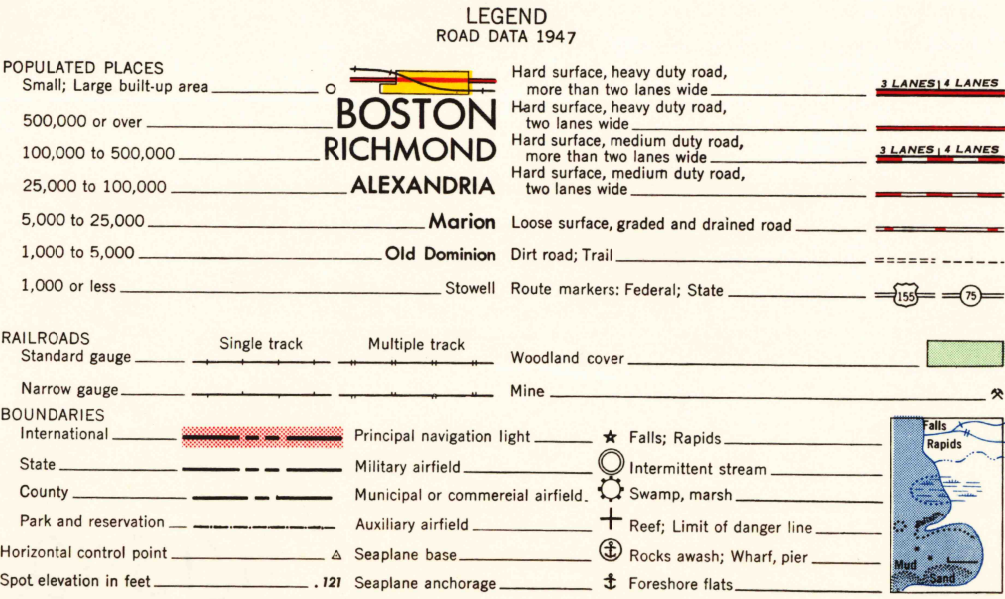 LEGEND
ROAD DATA 1947
POPULATED PLACES
Small; Large built-up area
500,000 or over BOSTON
100,000 to 500,000 RICHMOND
25,000 to 100,000 ALEXANDRIA
5,000 to 25,000 Marion
1,000 to 5,000 Old Dominion
1,000 or less Stowell
Hard surface, heavy duty road,
more than two lanes wide 3 LANES 4 LANES
Hard surface, heavy duty road,
two lanes wide
Hard surface, medium duty road,
more than two lanes wide 3 LANES 4 LANES
Hard surface, medium duty road,
two lanes wide
Loose surface, graded and drained road
Dirt road; Trail
Route markers: Federal; State 155 75
RAILROADS Single track Multiple track
Standard gauge
Narrow gauge
Woodland cover
Mine
BOUNDARIES
International
State
County
Park and reservation
Horizontal control point
Spot elevation in feet .121
Principal navigation light
Military airfield
Municipal or commereial airfield
Auxiliary airfield
Seaplane base
Seaplane anchorage
Falls; Rapids
Intermittent stream
Swamp, marsh
Reef; Limit of danger line
Rocks awash; Wharf, pier
Foreshore flats
Falls
Rapids
Mud
Sand